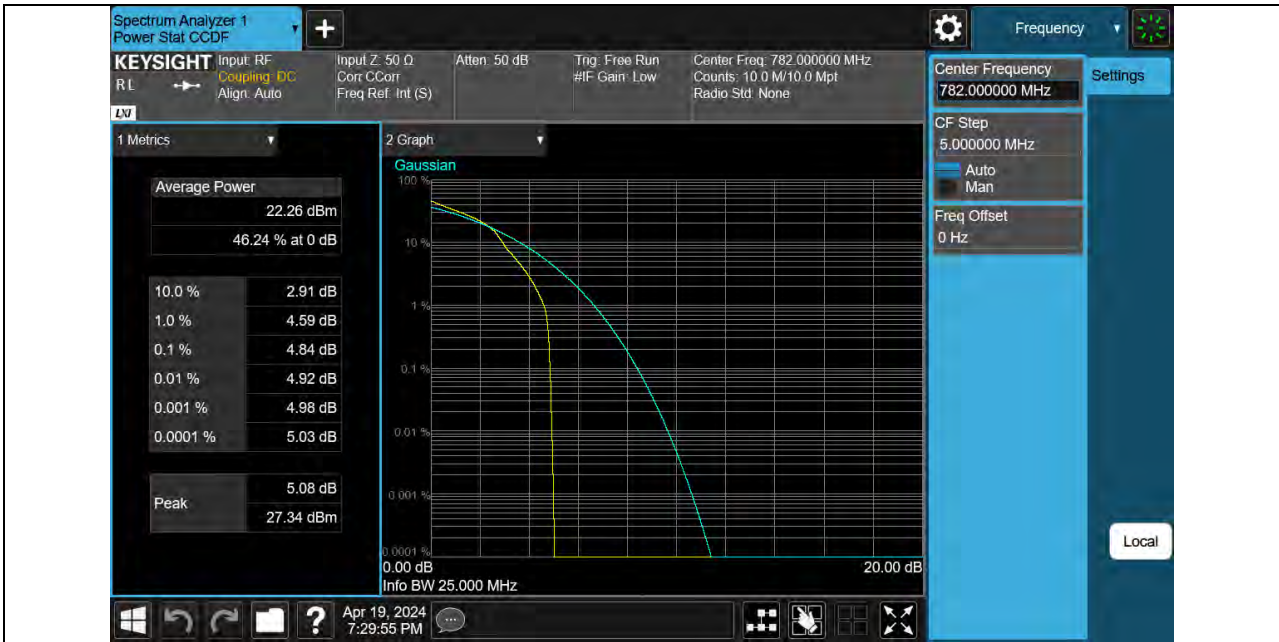 Spectrum Analyzer 1
Power Stat CCDF
Frequency
KEYSIGHT
RL
LXI
Input: RF
Coupling: DC
Align: Auto
Input Z: 50 Ω
Corr CCorr
Freq Ref: Int (S)
Atten: 50 dB
Trig: Free Run
#IF Gain: Low
Center Freq: 782.000000 MHz
Counts: 10.0 M/10.0 Mpt
Radio Std: None
Center Frequency
782.000000 MHz
Settings
CF Step
5.000000 MHz
Auto
Man
Freq Offset
0 Hz
Local
1 Metrics
Average Power
22.26 dBm
46.24 % at 0 dB
10.0 % 2.91 dB
1.0 % 4.59 dB
0.1 % 4.84 dB
0.01 % 4.92 dB
0.001 % 4.98 dB
0.0001 % 5.03 dB
Peak
5.08 dB
27.34 dBm
2 Graph
Gaussian
100 %
10 %
1 %
0.1 %
0.01 %
0.001 %
0.0001 %
0.00 dB 20.00 dB
Info BW 25.000 MHz
?
Apr 19, 2024
7:29:55 PM